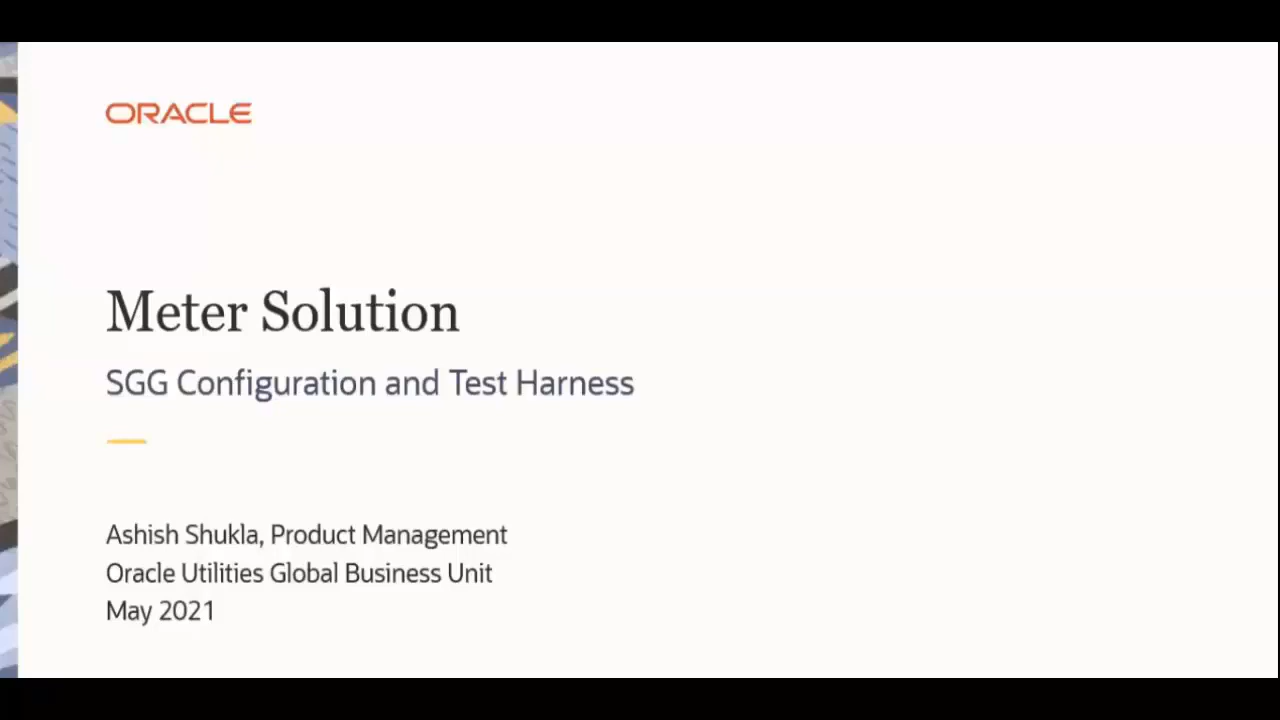 ORACLE
Meter Solution
SGG Configuration and Test Harness
Ashish Shukla, Product Management
Oracle Utilities Global Business Unit
May 2021